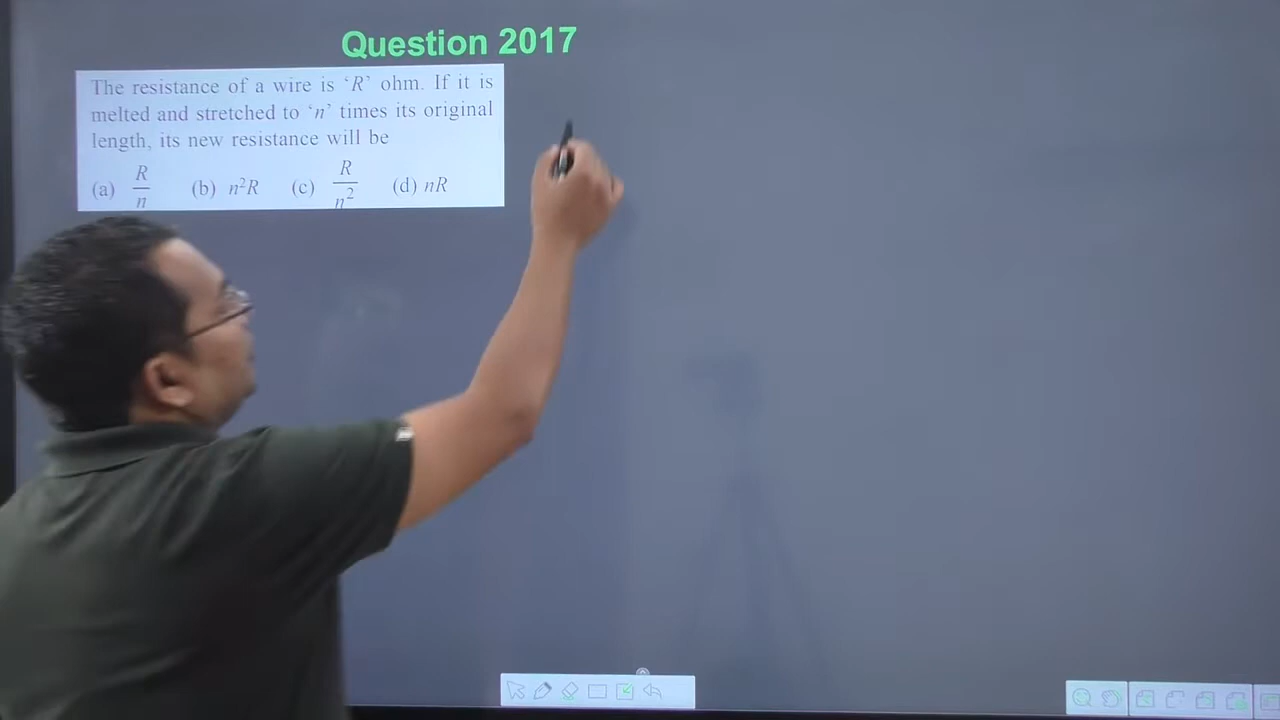 Question 2017
The resistance of a wire is ‘R’ ohm. If it is
melted and stretched to ‘n’ times its original
length, its new resistance will be
(a) R/n (b) n²R (c) R/n² (d) nR